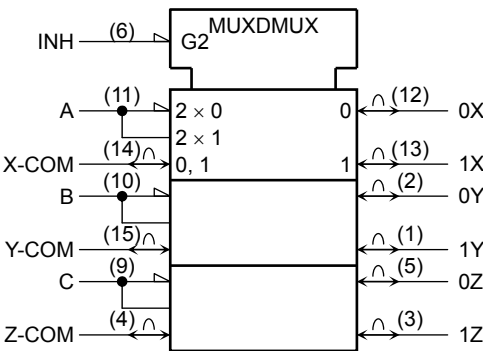 MUXDMUX
INH (6) G2
A (11) 2 × 0 0 (12) 0X
2 × 1
X-COM (14) 0, 1 1 (13) 1X
B (10) (2) 0Y
Y-COM (15) (1) 1Y
C (9) (5) 0Z
Z-COM (4) (3) 1Z